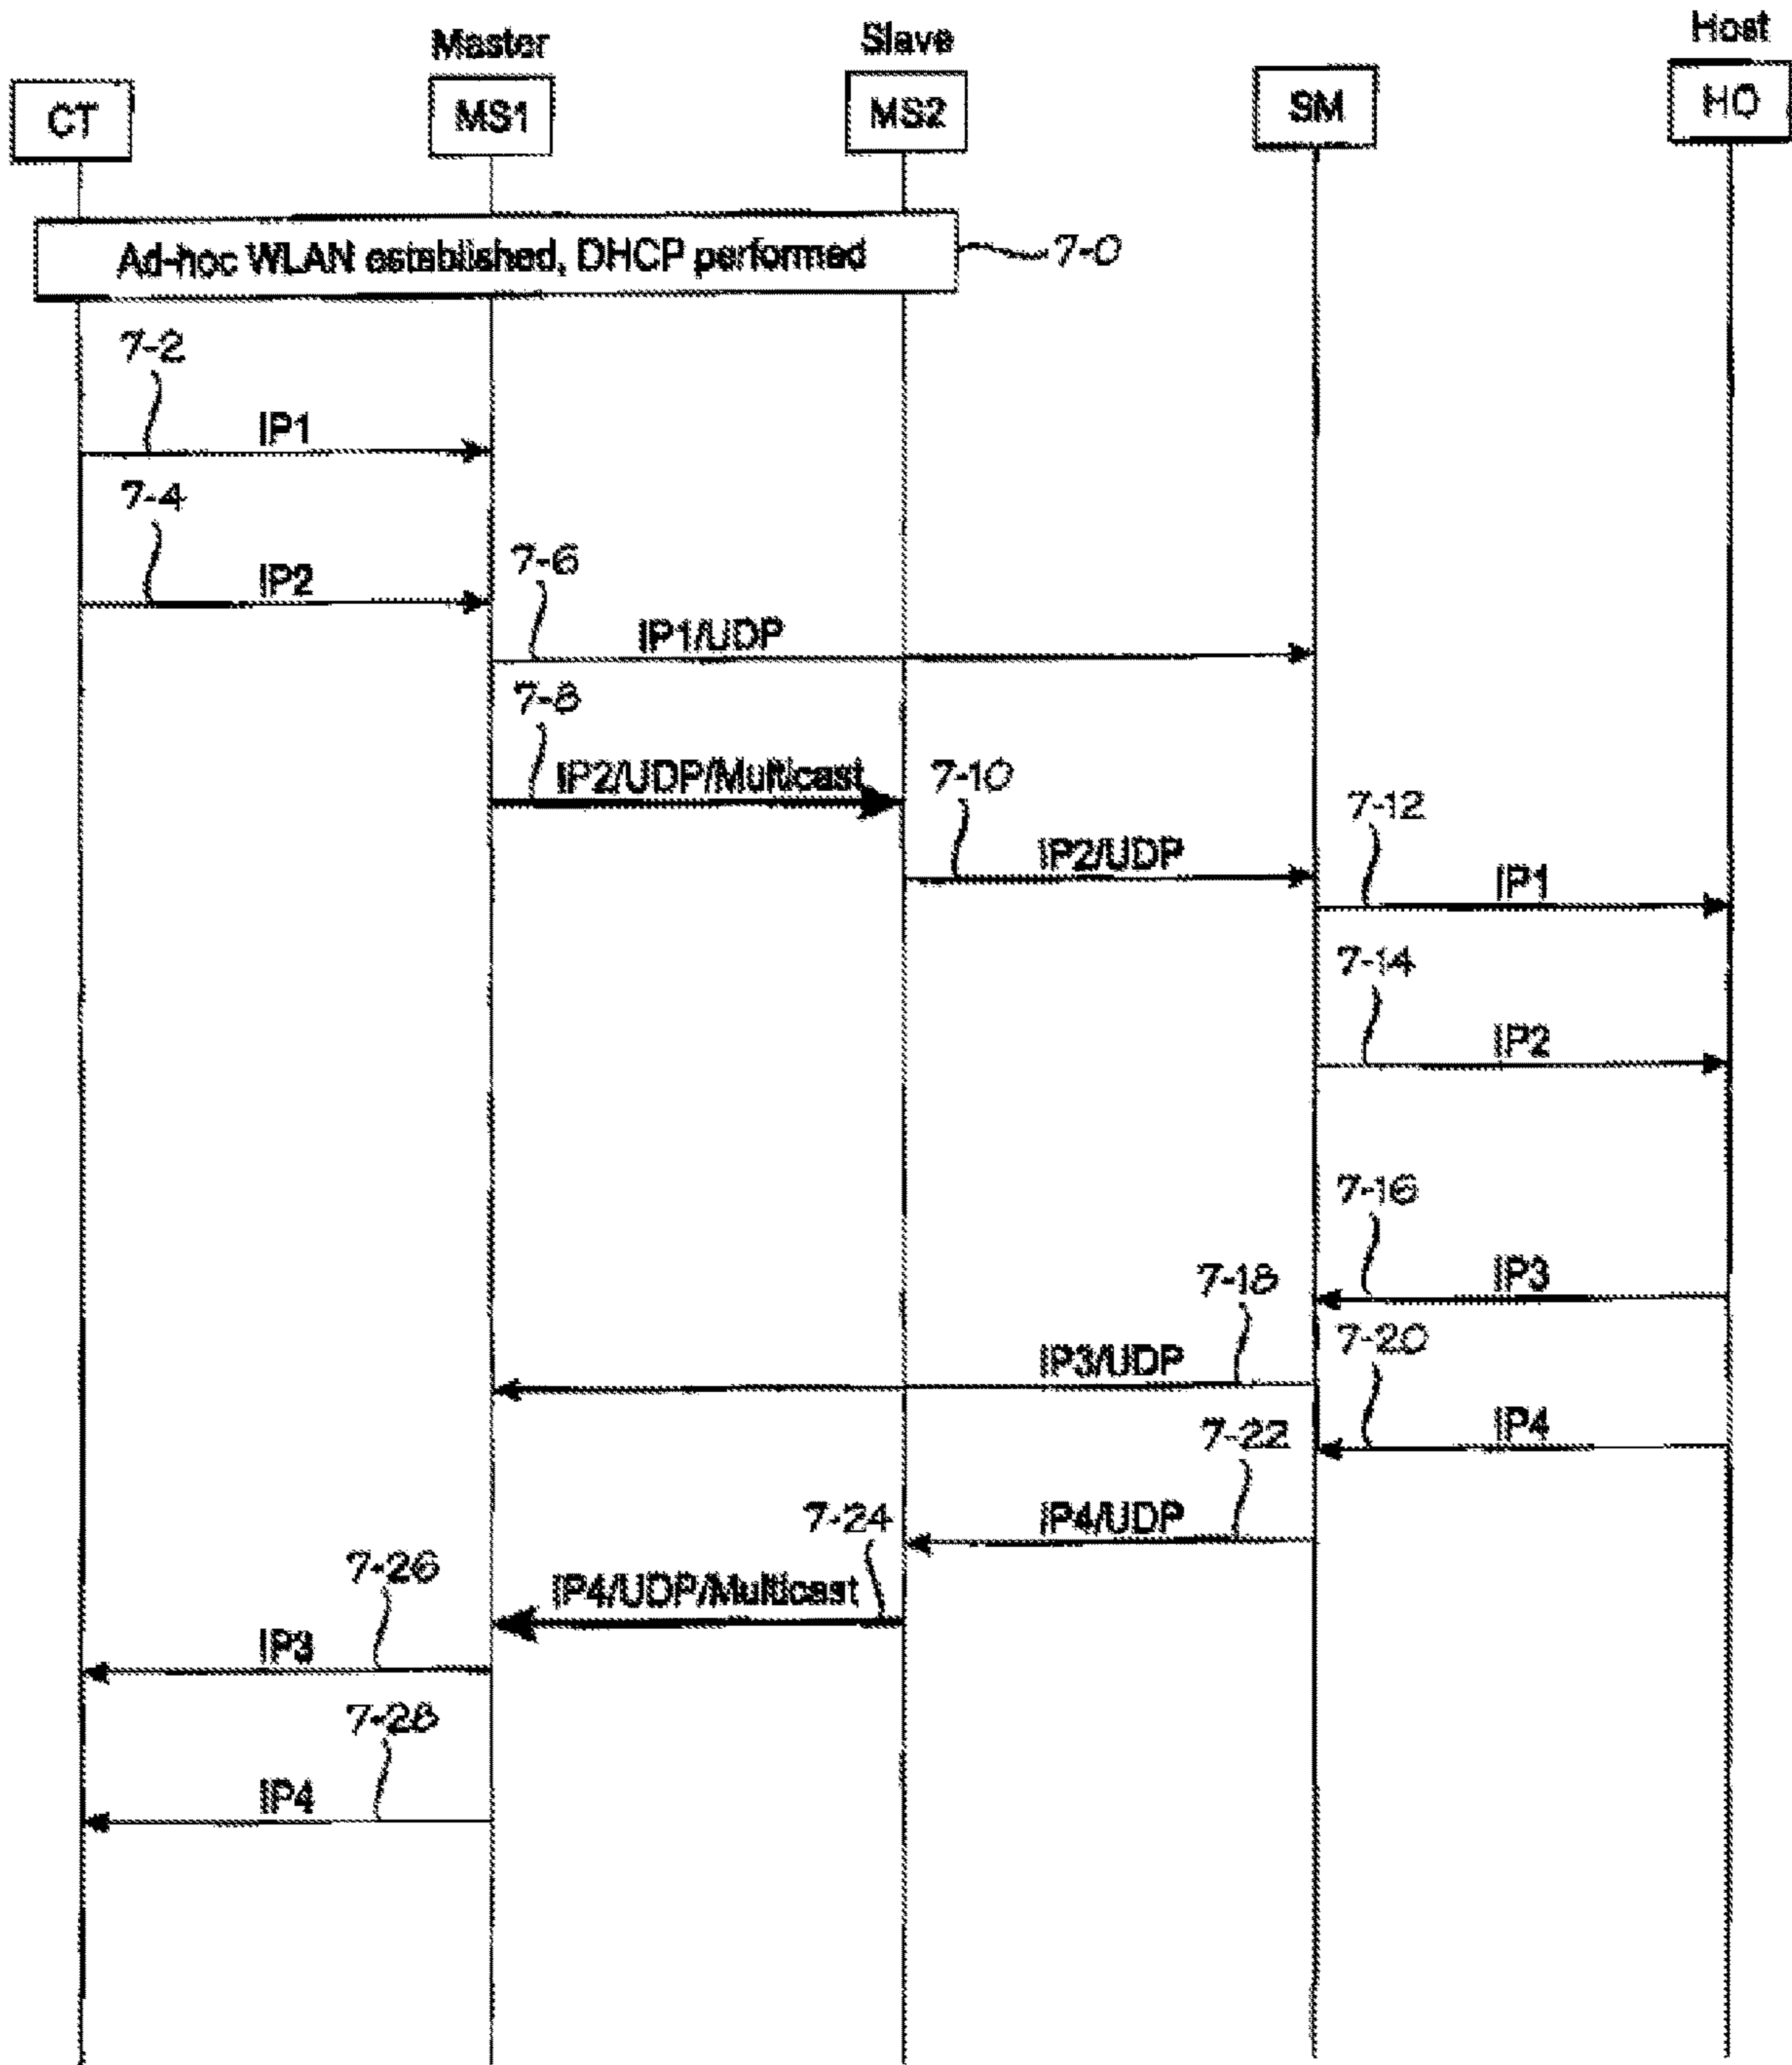 Master
Slave
Host
CT
MS1
MS2
SM
HO
Ad-hoc WLAN established, DHCP performed
7-0
7-2
IP1
7-4
IP2
7-6
IP1/UDP
7-8
IP2/UDP/Multicast
7-10
IP2/UDP
7-12
IP1
7-14
IP2
7-16
IP3
7-18
IP3/UDP
7-20
IP4
7-22
IP4/UDP
7-24
IP4/UDP/Multicast
7-26
IP3
7-28
IP4